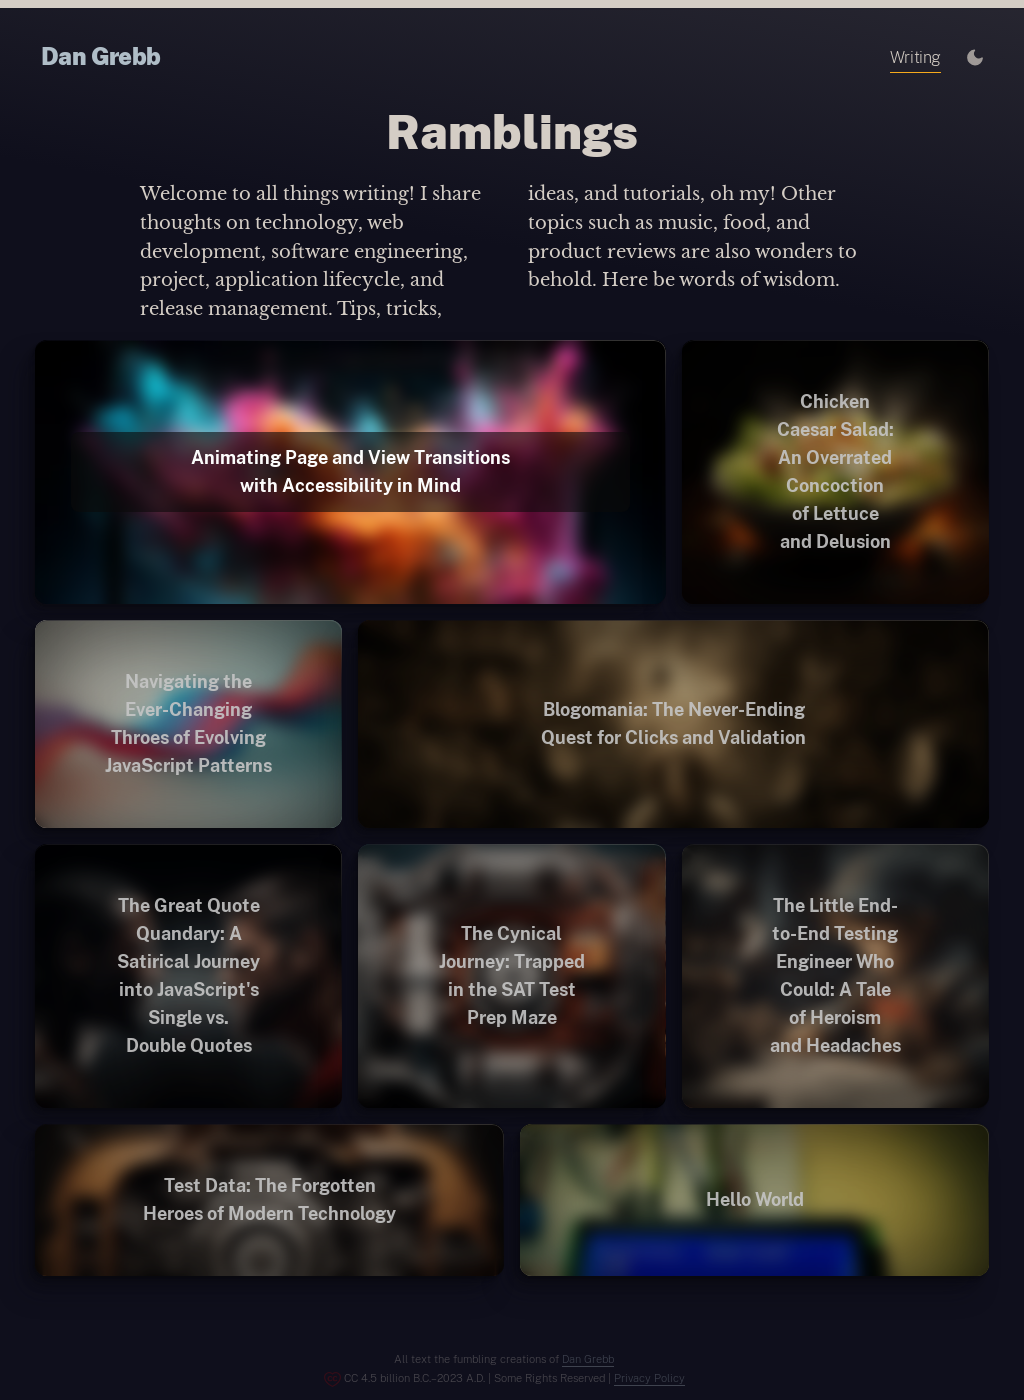 Dan Grebb
Writing
Ramblings
Welcome to all things writing! I share
thoughts on technology, web
development, software engineering,
project, application lifecycle, and
release management. Tips, tricks,
ideas, and tutorials, oh my! Other
topics such as music, food, and
product reviews are also wonders to
behold. Here be words of wisdom.
Animating Page and View Transitions
with Accessibility in Mind
Chicken
Caesar Salad:
An Overrated
Concoction
of Lettuce
and Delusion
Navigating the
Ever-Changing
Throes of Evolving
JavaScript Patterns
Blogomania: The Never-Ending
Quest for Clicks and Validation
The Great Quote
Quandary: A
Satirical Journey
into JavaScript's
Single vs.
Double Quotes
The Cynical
Journey: Trapped
in the SAT Test
Prep Maze
The Little End-
to-End Testing
Engineer Who
Could: A Tale
of Heroism
and Headaches
Test Data: The Forgotten
Heroes of Modern Technology
Hello World
All text the fumbling creations of Dan Grebb
CC 4.5 billion B.C.–2023 A.D. | Some Rights Reserved | Privacy Policy